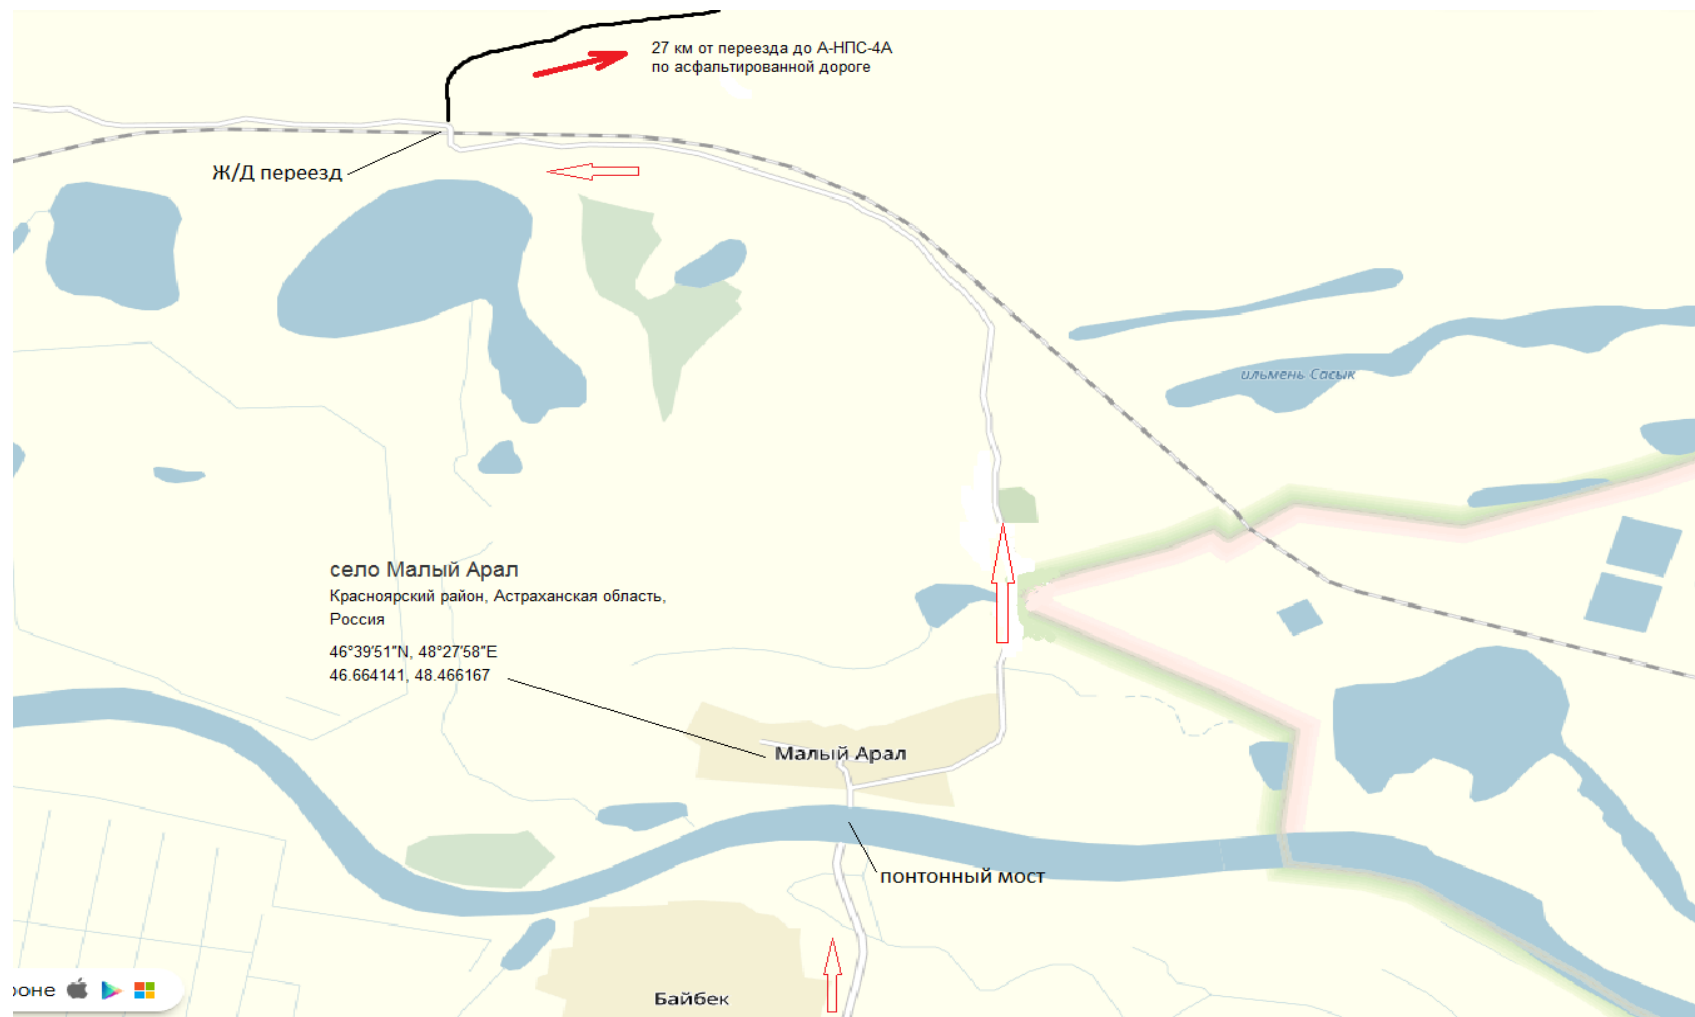 27 км от переезда до А-НПС-4А
по асфальтированной дороге
Ж/Д переезд
ильмень Сасык
село Малый Арал
Красноярский район, Астраханская область,
Россия
46°39′51″N, 48°27′58″E
46.664141, 48.466167
Малый Арал
понтонный мост
Байбек